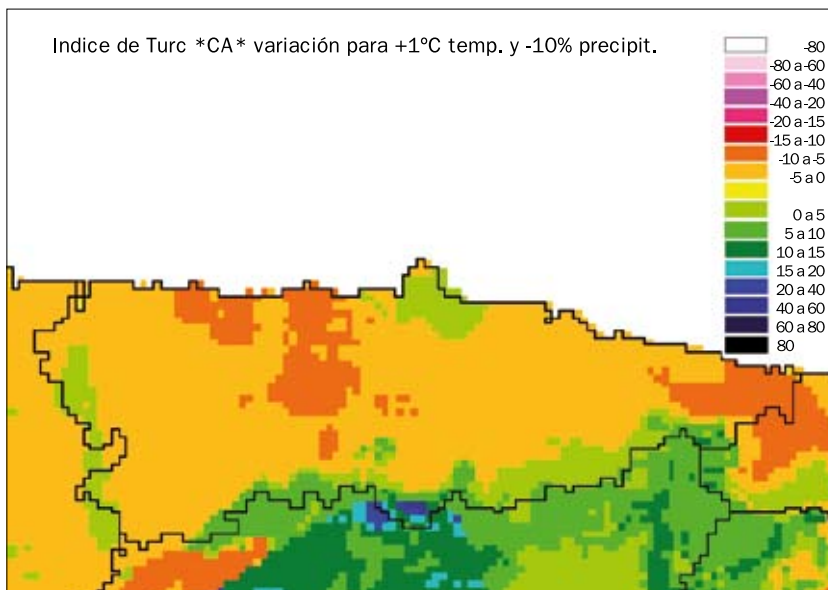 Indice de Turc *CA* variación para +1ºC temp. y -10% precipit.
-80
-80 a -60
-60 a -40
-40 a -20
-20 a -15
-15 a -10
-10 a -5
-5 a 0
0 a 5
5 a 10
10 a 15
15 a 20
20 a 40
40 a 60
60 a 80
80